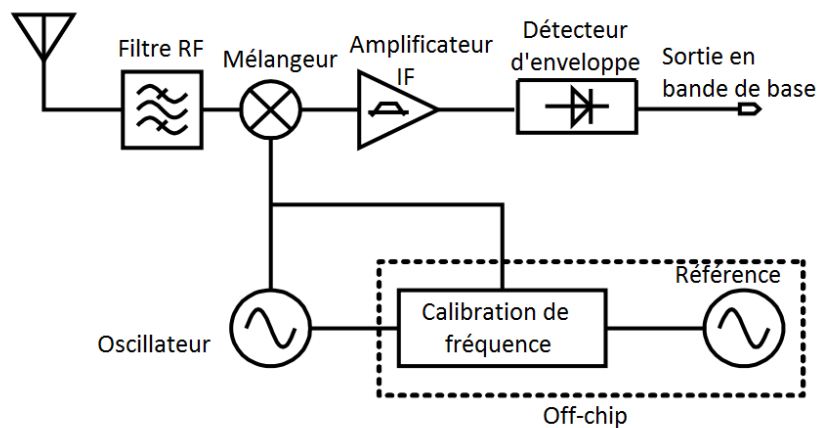 Filtre RF
Mélangeur
Amplificateur
IF
Détecteur
d'enveloppe
Sortie en
bande de base
Oscillateur
Calibration de
fréquence
Référence
Off-chip